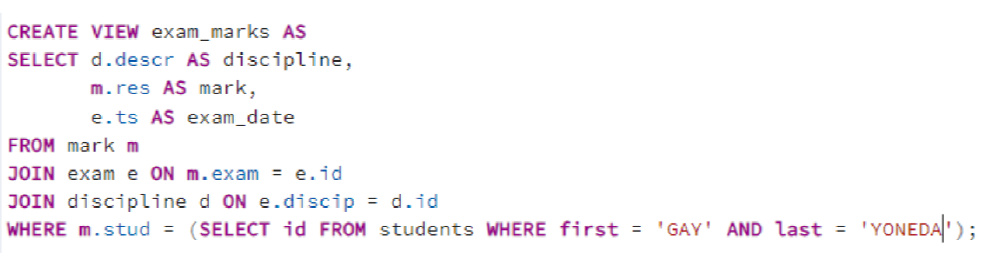 CREATE VIEW exam_marks AS
SELECT d.descr AS discipline,
m.res AS mark,
e.ts AS exam_date
FROM mark m
JOIN exam e ON m.exam = e.id
JOIN discipline d ON e.discip = d.id
WHERE m.stud = (SELECT id FROM students WHERE first = 'GAY' AND last = 'YONEDA');